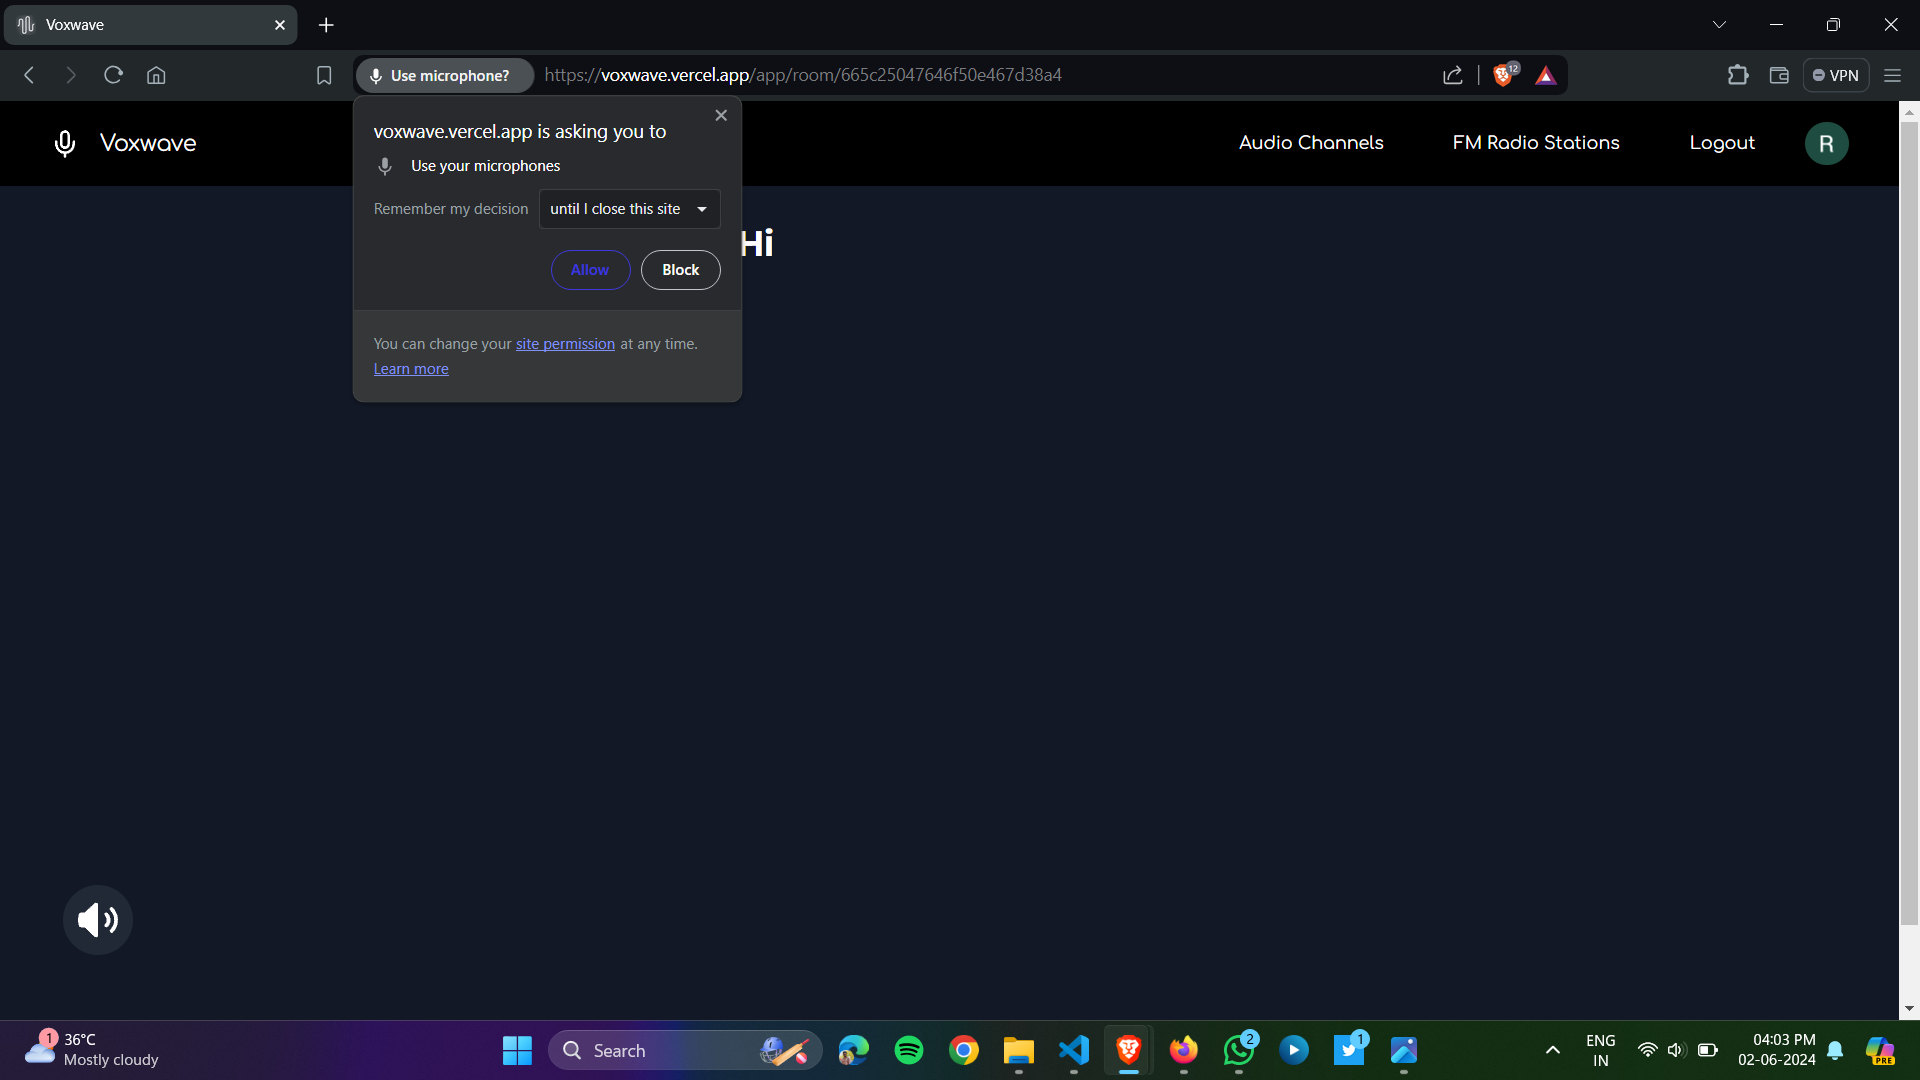 Voxwave
Use microphone?
https://voxwave.vercel.app/app/room/665c25047646f50e467d38a4
12
VPN
Voxwave
Audio Channels
FM Radio Stations
Logout
R
voxwave.vercel.app is asking you to
Use your microphones
Remember my decision
until I close this site
Allow
Block
You can change your site permission at any time.
Learn more
Hi
1
36°C
Mostly cloudy
Search
2
1
ENG
IN
04:03 PM
02-06-2024
PRE